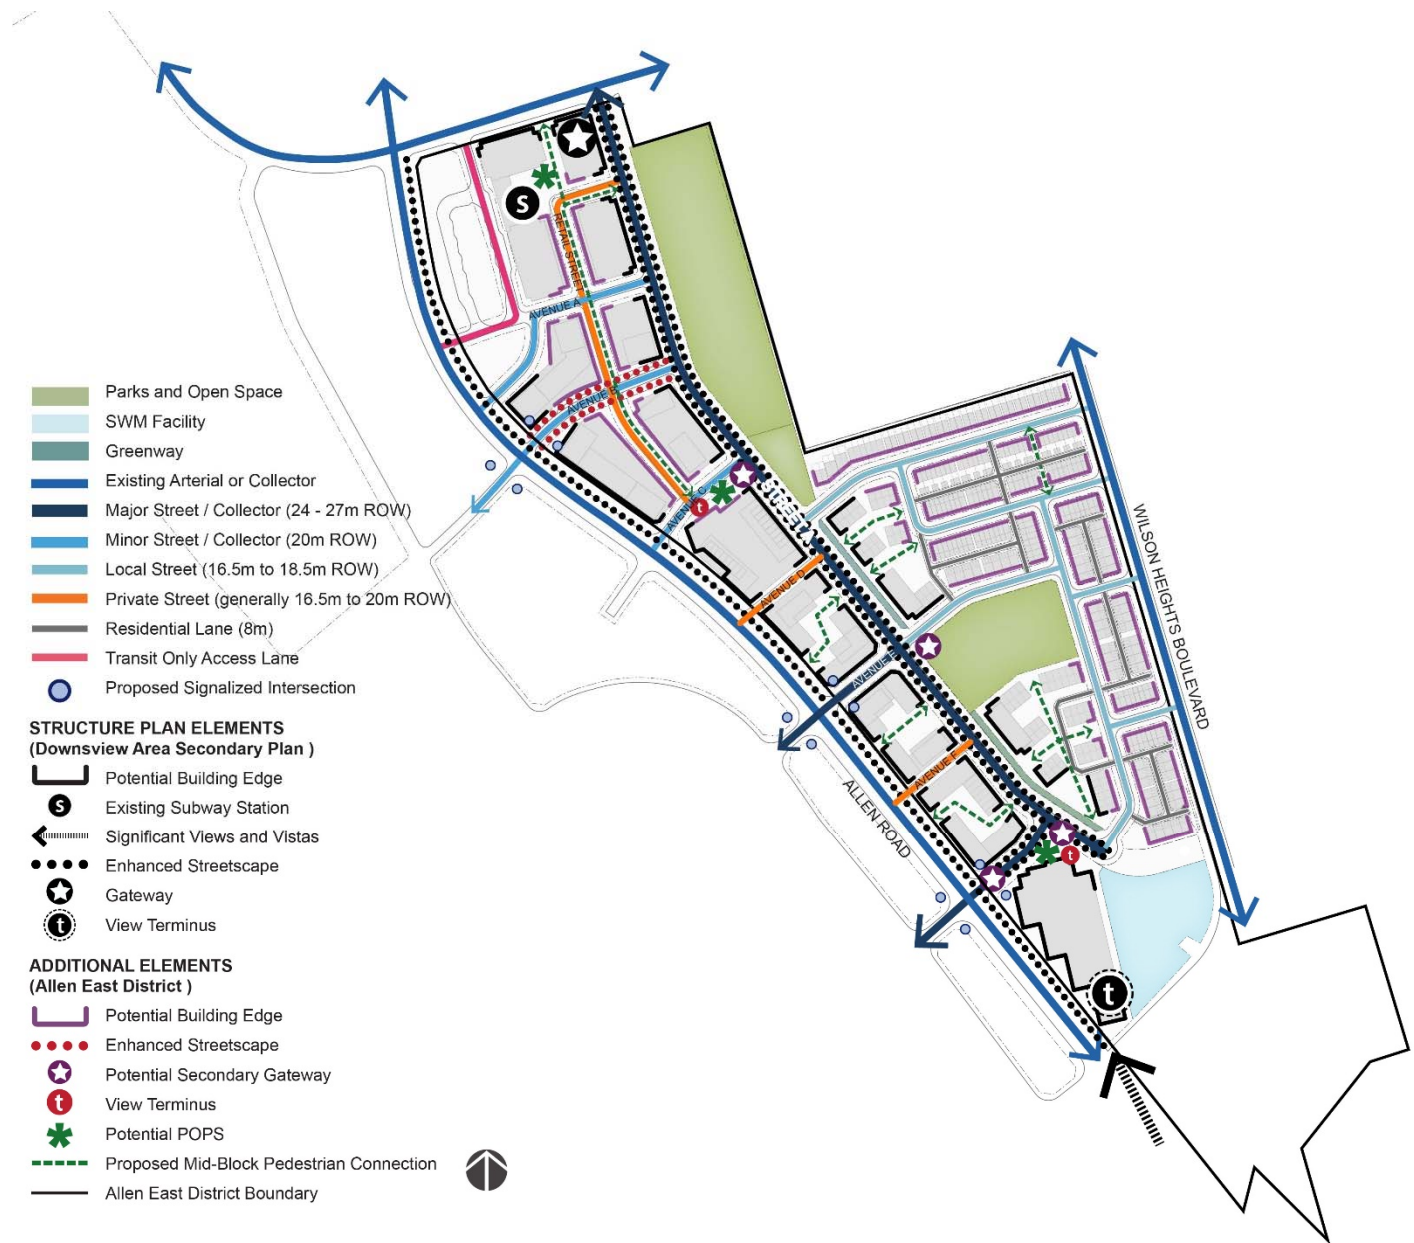 RETAIL STREET
AVENUE A
AVENUE B
AVENUE C
STREET A
AVENUE D
AVENUE E
AVENUE F
ALLEN ROAD
WILSON HEIGHTS BOULEVARD
S
t
t
t
Parks and Open Space
SWM Facility
Greenway
Existing Arterial or Collector
Major Street / Collector (24 - 27m ROW)
Minor Street / Collector (20m ROW)
Local Street (16.5m to 18.5m ROW)
Private Street (generally 16.5m to 20m ROW)
Residential Lane (8m)
Transit Only Access Lane
Proposed Signalized Intersection
STRUCTURE PLAN ELEMENTS
(Downsview Area Secondary Plan )
Potential Building Edge
S Existing Subway Station
Significant Views and Vistas
Enhanced Streetscape
Gateway
t View Terminus
ADDITIONAL ELEMENTS
(Allen East District )
Potential Building Edge
Enhanced Streetscape
Potential Secondary Gateway
t View Terminus
Potential POPS
Proposed Mid-Block Pedestrian Connection
Allen East District Boundary